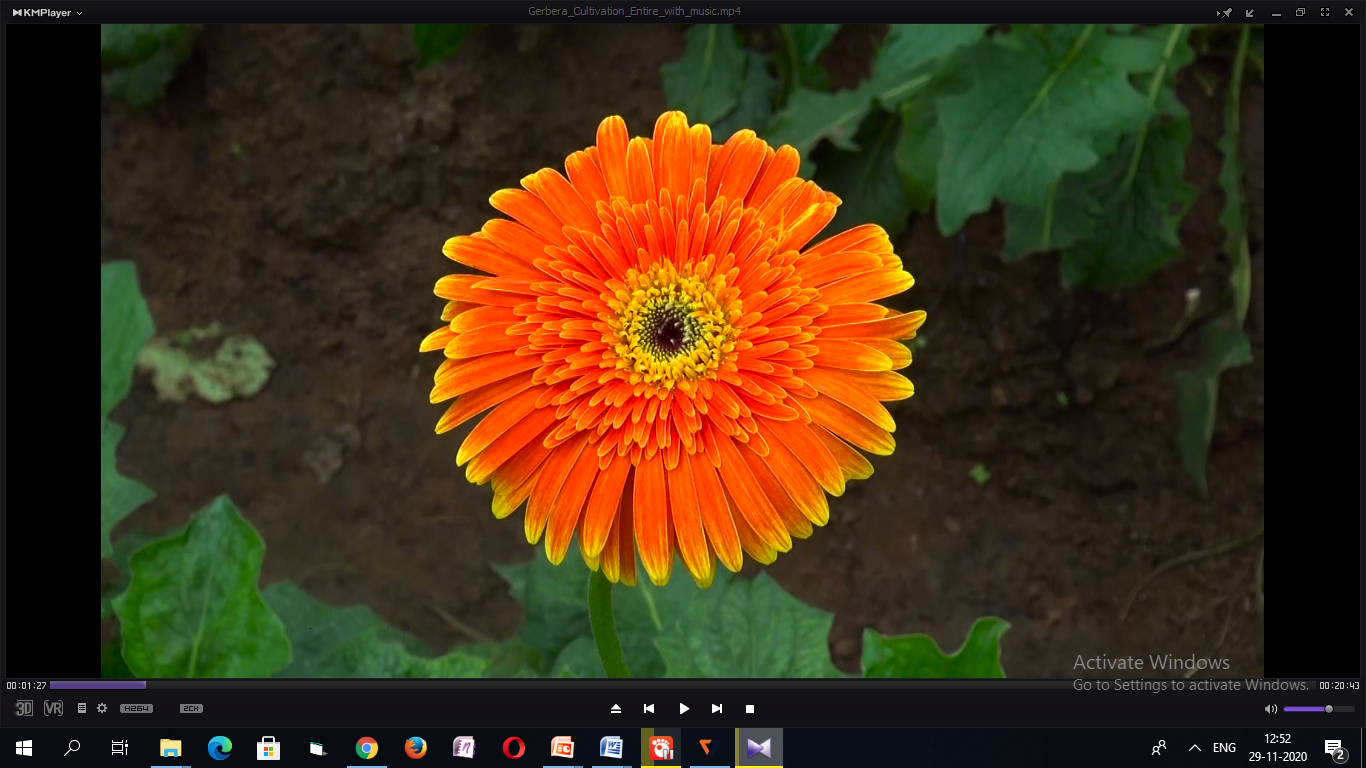 KMPlayer
Gerbera_Cultivation_Entire_with_music.mp4
Activate Windows
Go to Settings to activate Windows.
00:01:27
00:20:43
3D VR H264 2CH
ENG
12:52
29-11-2020
2